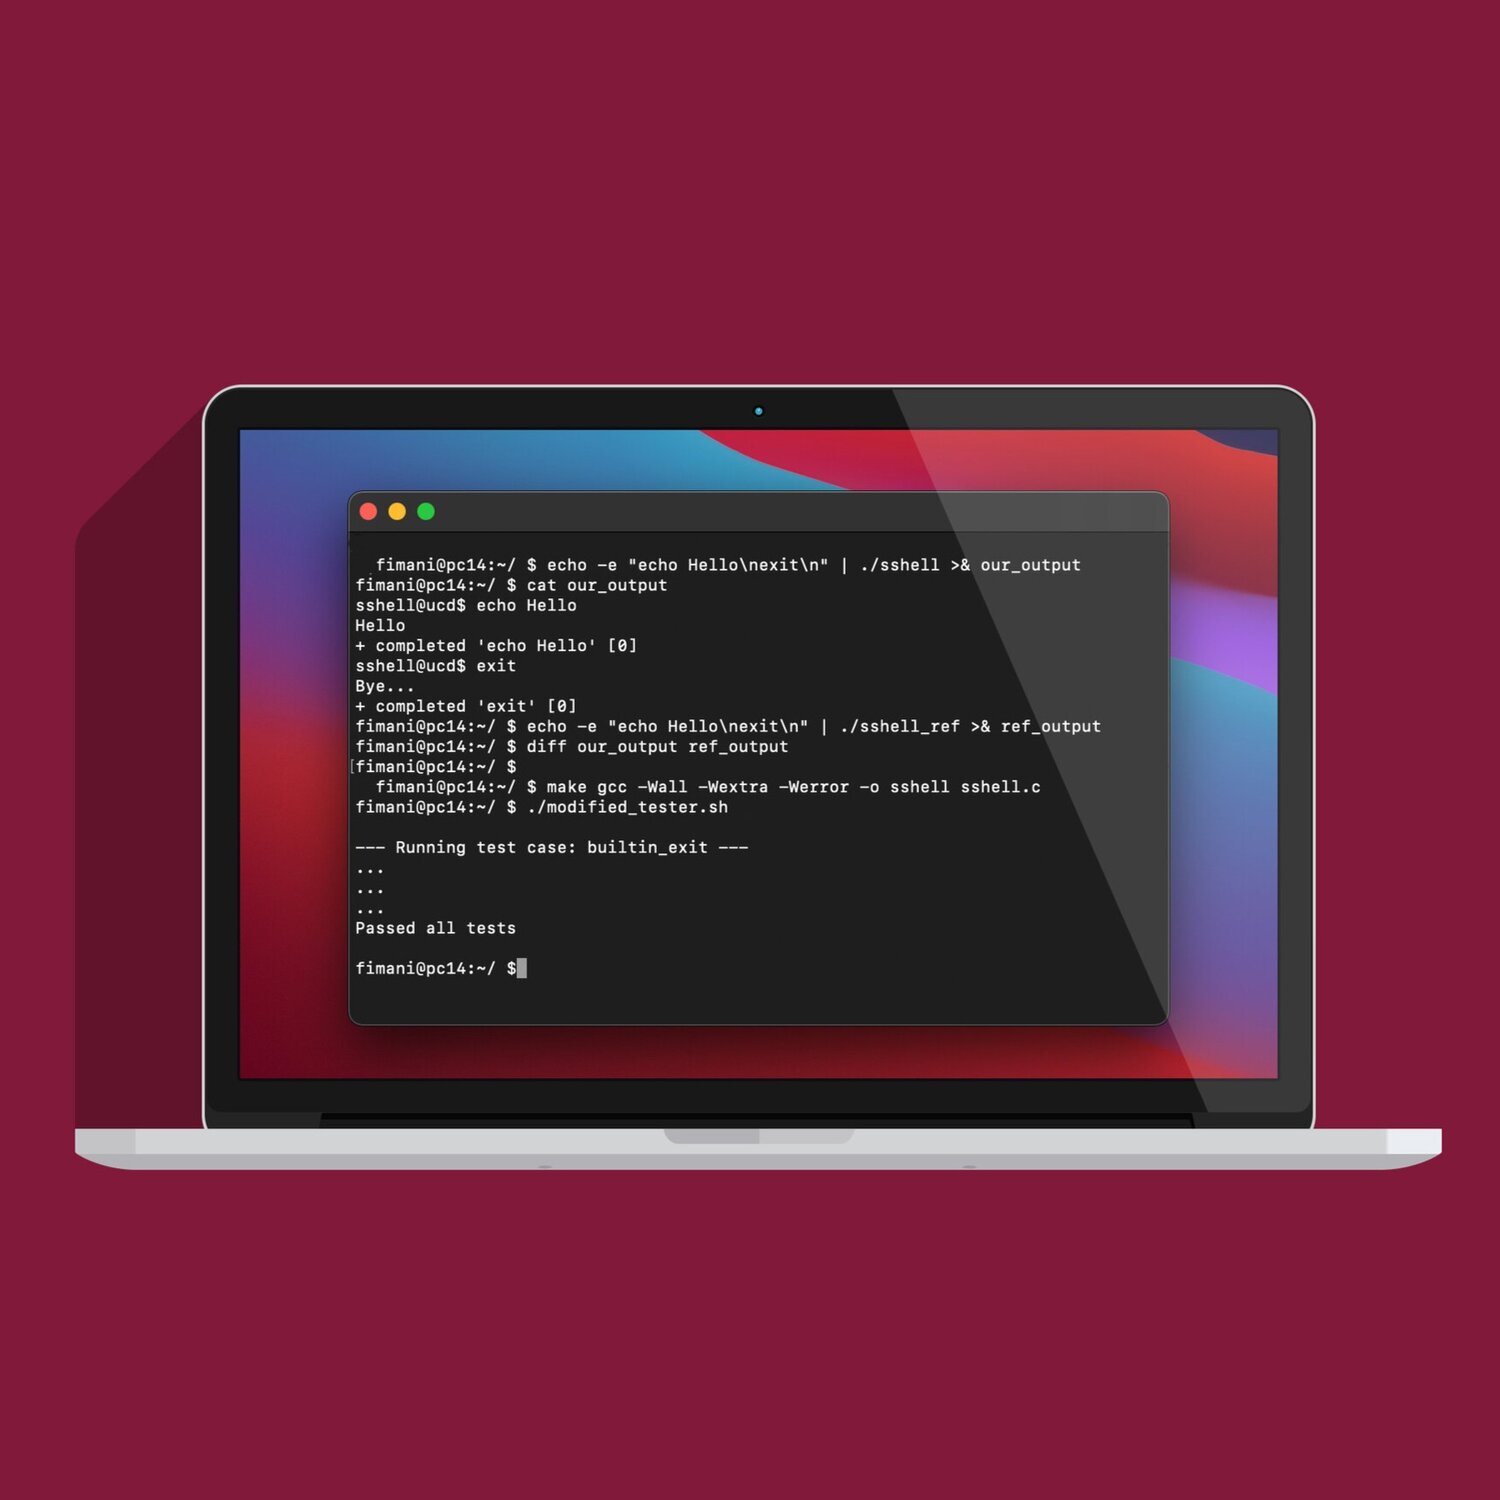 fimani@pc14:~/ $ echo -e "echo Hello\nexit\n" | ./sshell >& our_output
fimani@pc14:~/ $ cat our_output
sshell@ucd$ echo Hello
Hello
+ completed 'echo Hello' [0]
sshell@ucd$ exit
Bye...
+ completed 'exit' [0]
fimani@pc14:~/ $ echo -e "echo Hello\nexit\n" | ./sshell_ref >& ref_output
fimani@pc14:~/ $ diff our_output ref_output
[fimani@pc14:~/ $
fimani@pc14:~/ $ make gcc -Wall -Wextra -Werror -o sshell sshell.c
fimani@pc14:~/ $ ./modified_tester.sh
--- Running test case: builtin_exit ---
...
...
...
Passed all tests
fimani@pc14:~/ $